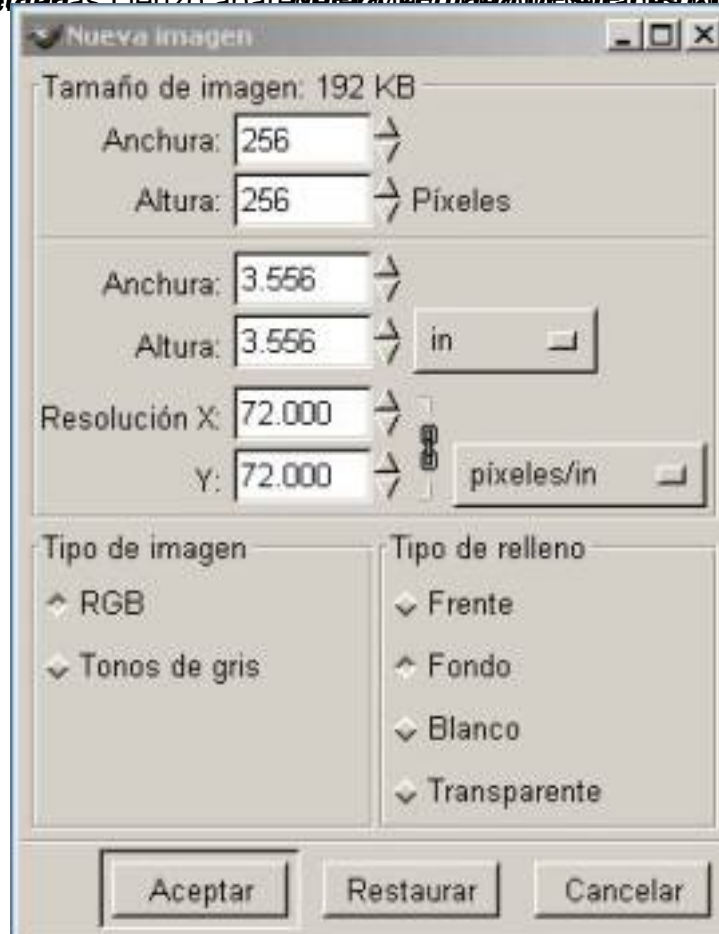 Nueva imagen
Tamaño de imagen: 192 KB
Anchura: 256
Altura: 256 Píxeles
Anchura: 3.556
Altura: 3.556 in
Resolución X: 72.000
Y: 72.000 píxeles/in
Tipo de imagen Tipo de relleno
RGB Frente
Tonos de gris Fondo
Blanco
Transparente
Aceptar Restaurar Cancelar